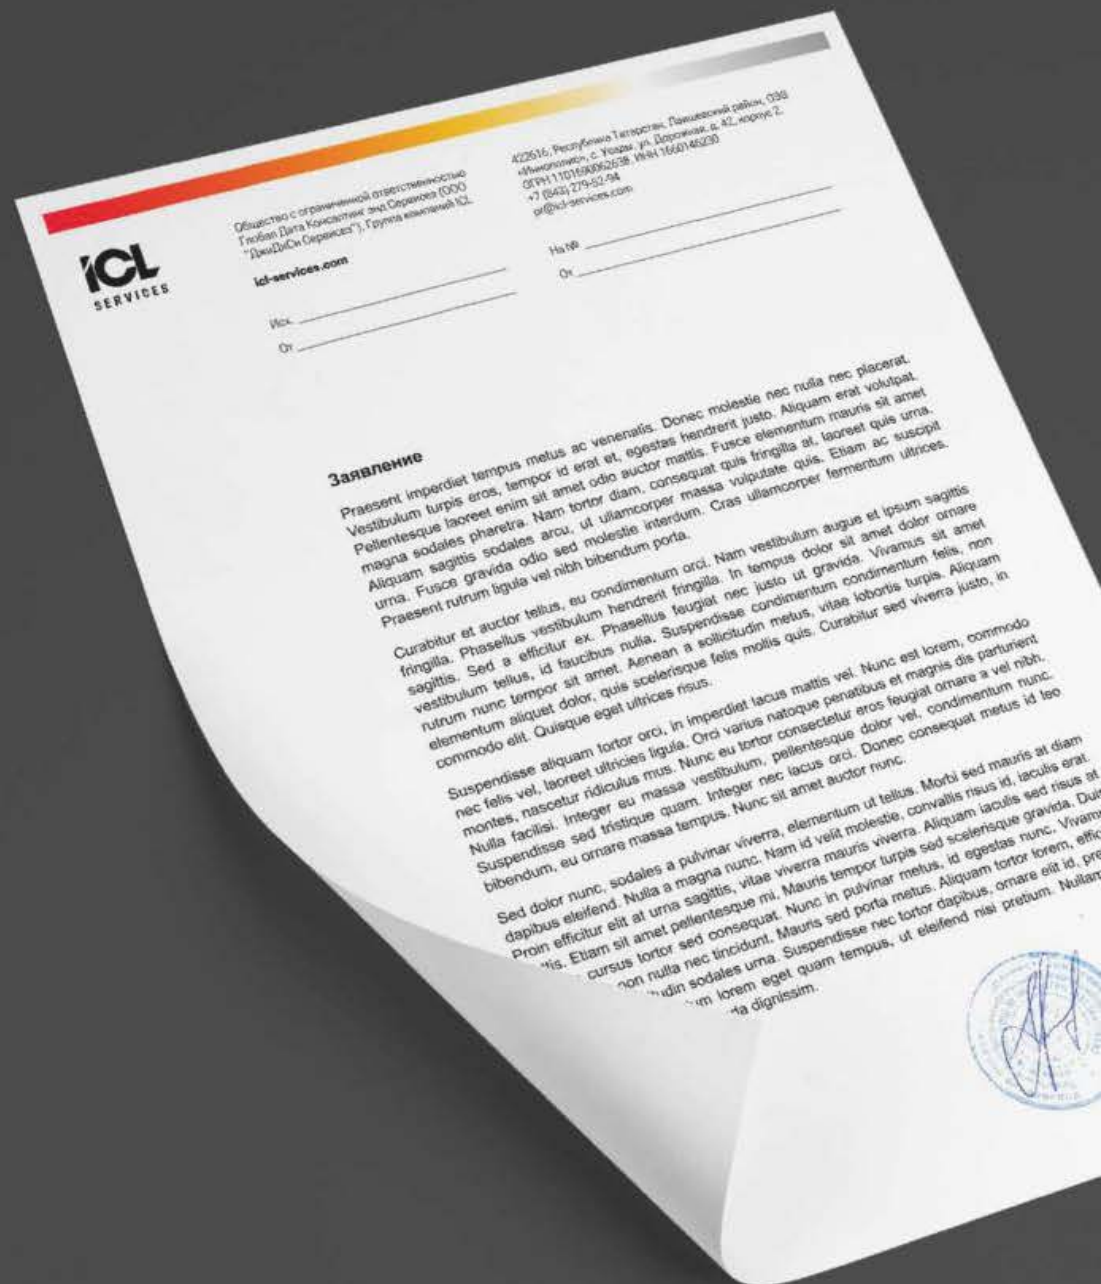 ICL
SERVICES
Общество с ограниченной ответственностью
Глобал Дата Консалтинг энд Сервисез (ООО
"ДжиДиСи Сервисез"), Группа компаний ICL
icl-services.com
Исх.
От
422616, Республика Татарстан, Лаишевский район, ОЭЗ
«Иннополис», с. Усады, ул. Дорожная, д. 42, корпус 2.
ОГРН 1101690062638, ИНН 1660146230
+7 (843) 279-52-94
pr@icl-services.com
На №
От
Заявление
Praesent imperdiet tempus metus ac venenatis. Donec molestie nec nulla nec placerat.
Vestibulum turpis eros, tempor id erat et, egestas hendrerit justo. Aliquam erat volutpat.
Pellentesque laoreet enim sit amet odio auctor mattis. Fusce elementum mauris sit amet
magna sodales pharetra. Nam tortor diam, consequat quis fringilla at, laoreet quis urna.
Aliquam sagittis sodales arcu, ut ullamcorper massa vulputate quis. Etiam ac suscipit
urna. Fusce gravida odio sed molestie interdum. Cras ullamcorper fermentum ultrices.
Praesent rutrum ligula vel nibh bibendum porta.
Curabitur et auctor tellus, eu condimentum orci. Nam vestibulum augue et ipsum sagittis
fringilla. Phasellus vestibulum hendrerit fringilla. In tempus dolor sit amet dolor ornare
sagittis. Sed a efficitur ex. Phasellus feugiat nec justo ut gravida. Vivamus sit amet
vestibulum tellus, id faucibus nulla. Suspendisse condimentum condimentum felis, non
rutrum nunc tempor sit amet. Aenean a sollicitudin metus, vitae lobortis turpis. Aliquam
elementum aliquet dolor, quis scelerisque felis mollis quis. Curabitur sed viverra justo, in
commodo elit. Quisque eget ultrices risus.
Suspendisse aliquam tortor orci, in imperdiet lacus mattis vel. Nunc est lorem, commodo
nec felis vel, laoreet ultricies ligula. Orci varius natoque penatibus et magnis dis parturient
montes, nascetur ridiculus mus. Nunc eu tortor consectetur eros feugiat ornare a vel nibh.
Nulla facilisi. Integer eu massa vestibulum, pellentesque dolor vel, condimentum nunc.
Suspendisse sed tristique quam. Integer nec lacus orci. Donec consequat metus id leo
bibendum, eu ornare massa tempus. Nunc sit amet auctor nunc.
Sed dolor nunc, sodales a pulvinar viverra, elementum ut tellus. Morbi sed mauris at diam
dapibus eleifend. Nulla a magna nunc. Nam id velit molestie, convallis risus id, iaculis erat.
Proin efficitur elit at urna sagittis, vitae viverra mauris viverra. Aliquam iaculis sed risus at
tis. Etiam sit amet pellentesque mi. Mauris tempor turpis sed scelerisque gravida. Duis
cursus tortor sed consequat. Nunc in pulvinar metus, id egestas nunc. Vivam
non nulla nec tincidunt. Mauris sed porta metus. Aliquam tortor lorem, effic
udin sodales urna. Suspendisse nec tortor dapibus, ornare elit id, pre
um lorem eget quam tempus, ut eleifend nisi pretium. Nullam
da dignissim.